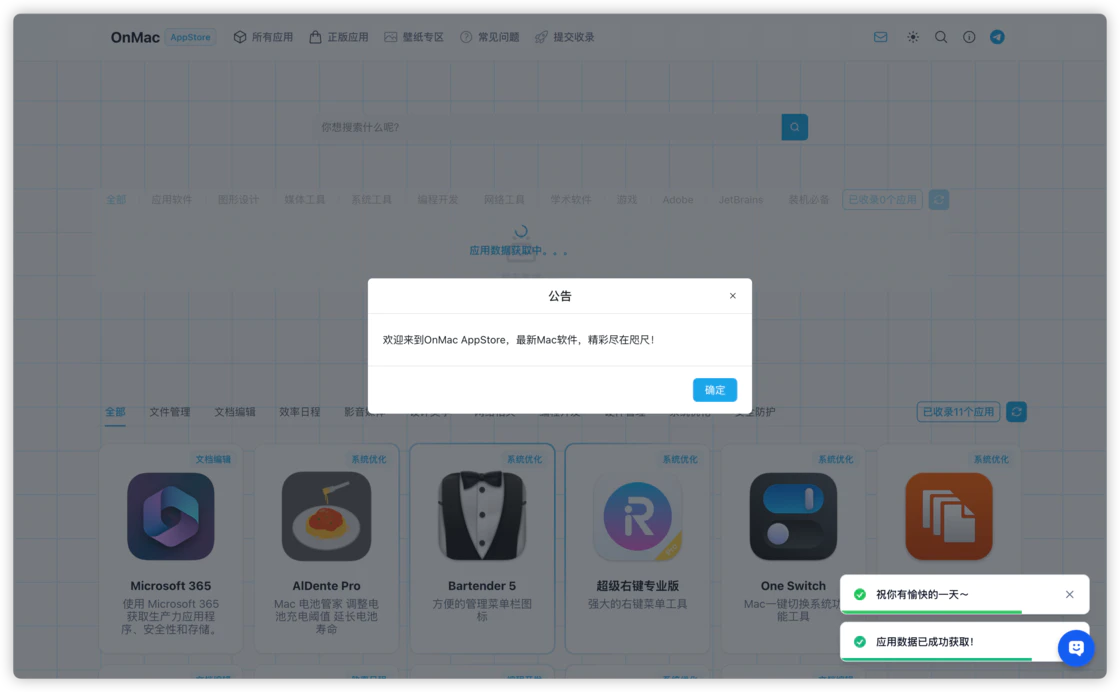 OnMac AppStore 所有应用 正版应用 壁纸专区 常见问题 提交收录
你想搜索什么呢?
全部 应用软件 图形设计 媒体工具 系统工具 编程开发 网络工具 学术软件 游戏 Adobe JetBrains 装机必备 已收录0个应用
应用数据获取中。。。
公告
欢迎来到OnMac AppStore，最新Mac软件，精彩尽在咫尺!
确定
全部 文件管理 文档编辑 效率日程 已收录11个应用
文档编辑
Microsoft 365
使用 Microsoft 365
获取生产力应用程
序、安全性和存储。
系统优化
AlDente Pro
Mac 电池管家 调整电
池充电阈值 延长电池
寿命
系统优化
Bartender 5
方便的管理菜单栏图
标
系统优化
超级右键专业版
强大的右键菜单工具
系统优化
One Switch
Mac一键切换系统功
能工具
系统优化
祝你有愉快的一天～
应用数据已成功获取!